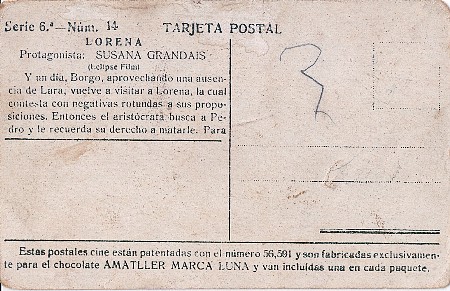 Serie 6.ª—Núm. 14 TARJETA POSTAL
LORENA
Protagonista: SUSANA GRANDAIS
(Eclipse Film)
Y un día, Borgo, aprovechando una ausen-
cia de Lara, vuelve a visitar a Lorena, la cual
contesta con negativas rotundas a sus propo-
siciones. Entonces el aristócrata busca a Pe-
dro y le recuerda su derecho a matarle. Para
Estas postales cine están patentadas con el número 56,591 y son fabricadas exclusivamen-
te para el chocolate AMATLLER MARCA LUNA y van incluídas una en cada paquete.